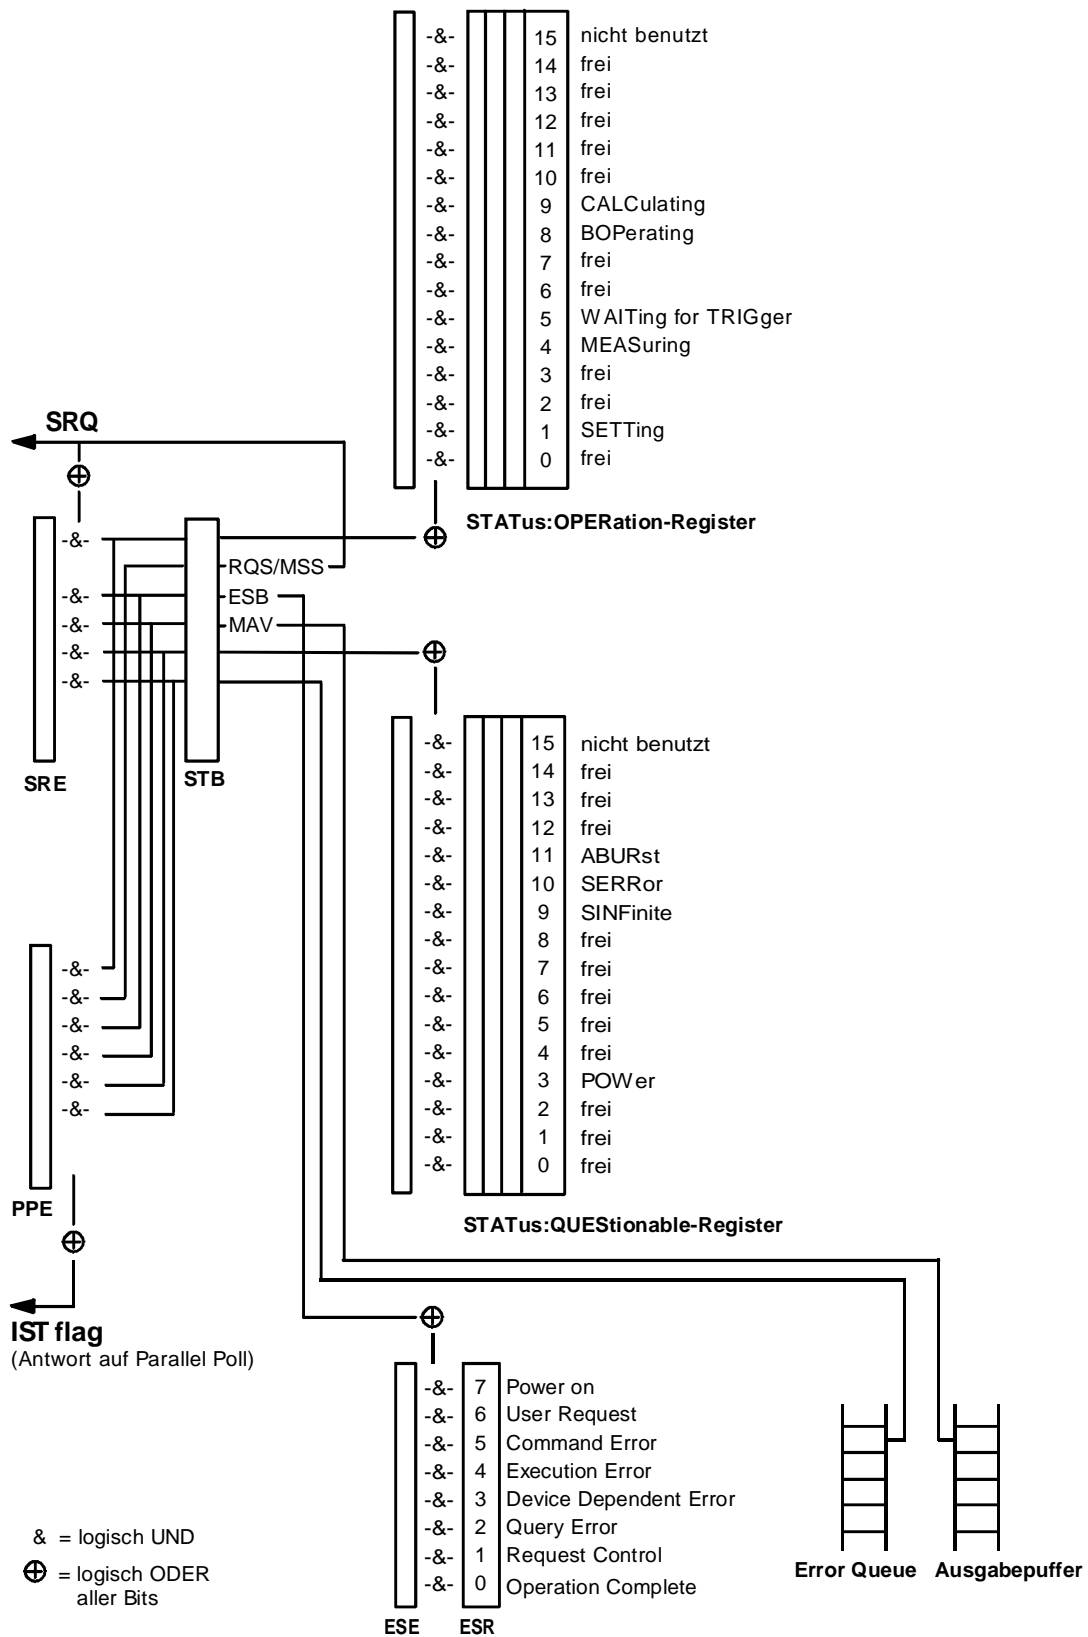 -&- 15 nicht benutzt
-&- 14 frei
-&- 13 frei
-&- 12 frei
-&- 11 frei
-&- 10 frei
-&- 9 CALCulating
-&- 8 BOPerating
-&- 7 frei
-&- 6 frei
-&- 5 WAITing for TRIGger
-&- 4 MEASuring
-&- 3 frei
-&- 2 frei
-&- 1 SETTing
-&- 0 frei
STATus:OPERation-Register
SRQ
-&-
RQS/MSS
-&- ESB
-&- MAV
-&-
-&-
SRE
STB
-&- 15 nicht benutzt
-&- 14 frei
-&- 13 frei
-&- 12 frei
-&- 11 ABURst
-&- 10 SERRor
-&- 9 SINFinite
-&- 8 frei
-&- 7 frei
-&- 6 frei
-&- 5 frei
-&- 4 frei
-&- 3 POWer
-&- 2 frei
-&- 1 frei
-&- 0 frei
STATus:QUEStionable-Register
-&-
-&-
-&-
-&-
-&-
-&-
PPE
IST flag
(Antwort auf Parallel Poll)
-&- 7 Power on
-&- 6 User Request
-&- 5 Command Error
-&- 4 Execution Error
-&- 3 Device Dependent Error
-&- 2 Query Error
-&- 1 Request Control
-&- 0 Operation Complete
ESE ESR
Error Queue Ausgabepuffer
& = logisch UND
⊕ = logisch ODER
aller Bits